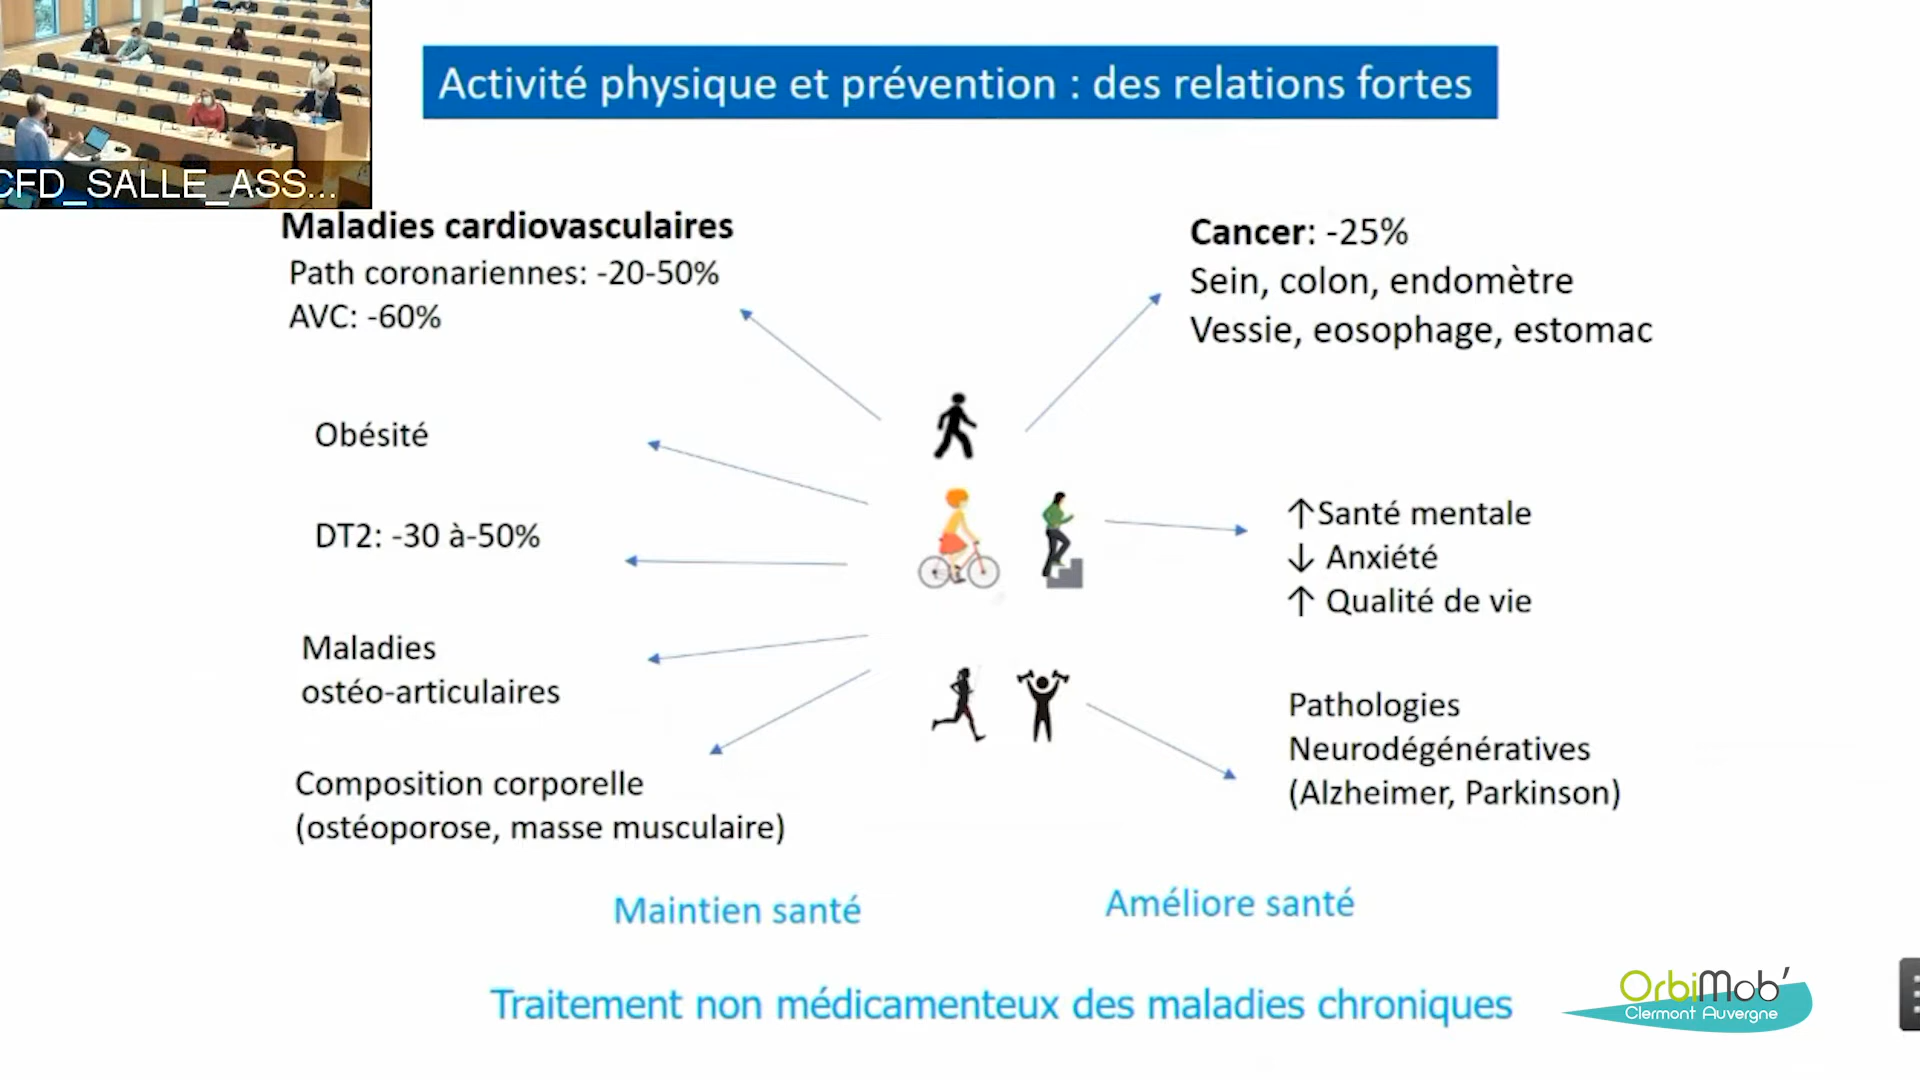 CFD_SALLE_ASS...
Activité physique et prévention : des relations fortes
Maladies cardiovasculaires
Path coronariennes: -20-50%
AVC: -60%
Obésité
DT2: -30 à-50%
Maladies
ostéo-articulaires
Composition corporelle
(ostéoporose, masse musculaire)
Cancer: -25%
Sein, colon, endomètre
Vessie, eosophage, estomac
↑Santé mentale
↓ Anxiété
↑ Qualité de vie
Pathologies
Neurodégénératives
(Alzheimer, Parkinson)
Maintien santé
Améliore santé
Traitement non médicamenteux des maladies chroniques
OrbiMob'
Clermont Auvergne